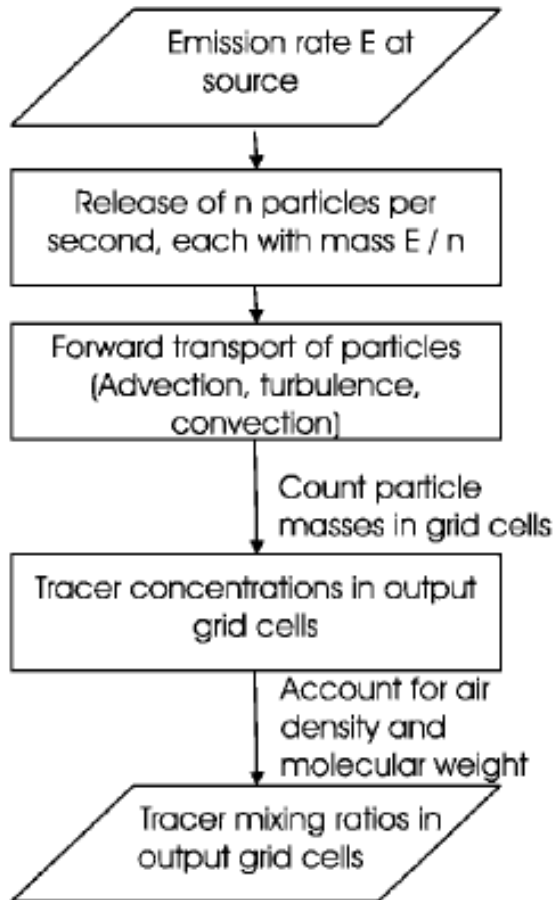 Emission rate E at
source
Release of n particles per
second, each with mass E / n
Forward transport of particles
(Advection, turbulence,
convection)
Count particle
masses in grid cells
Tracer concentrations in output
grid cells
Account for air
density and
molecular weight
Tracer mixing ratios in
output grid cells